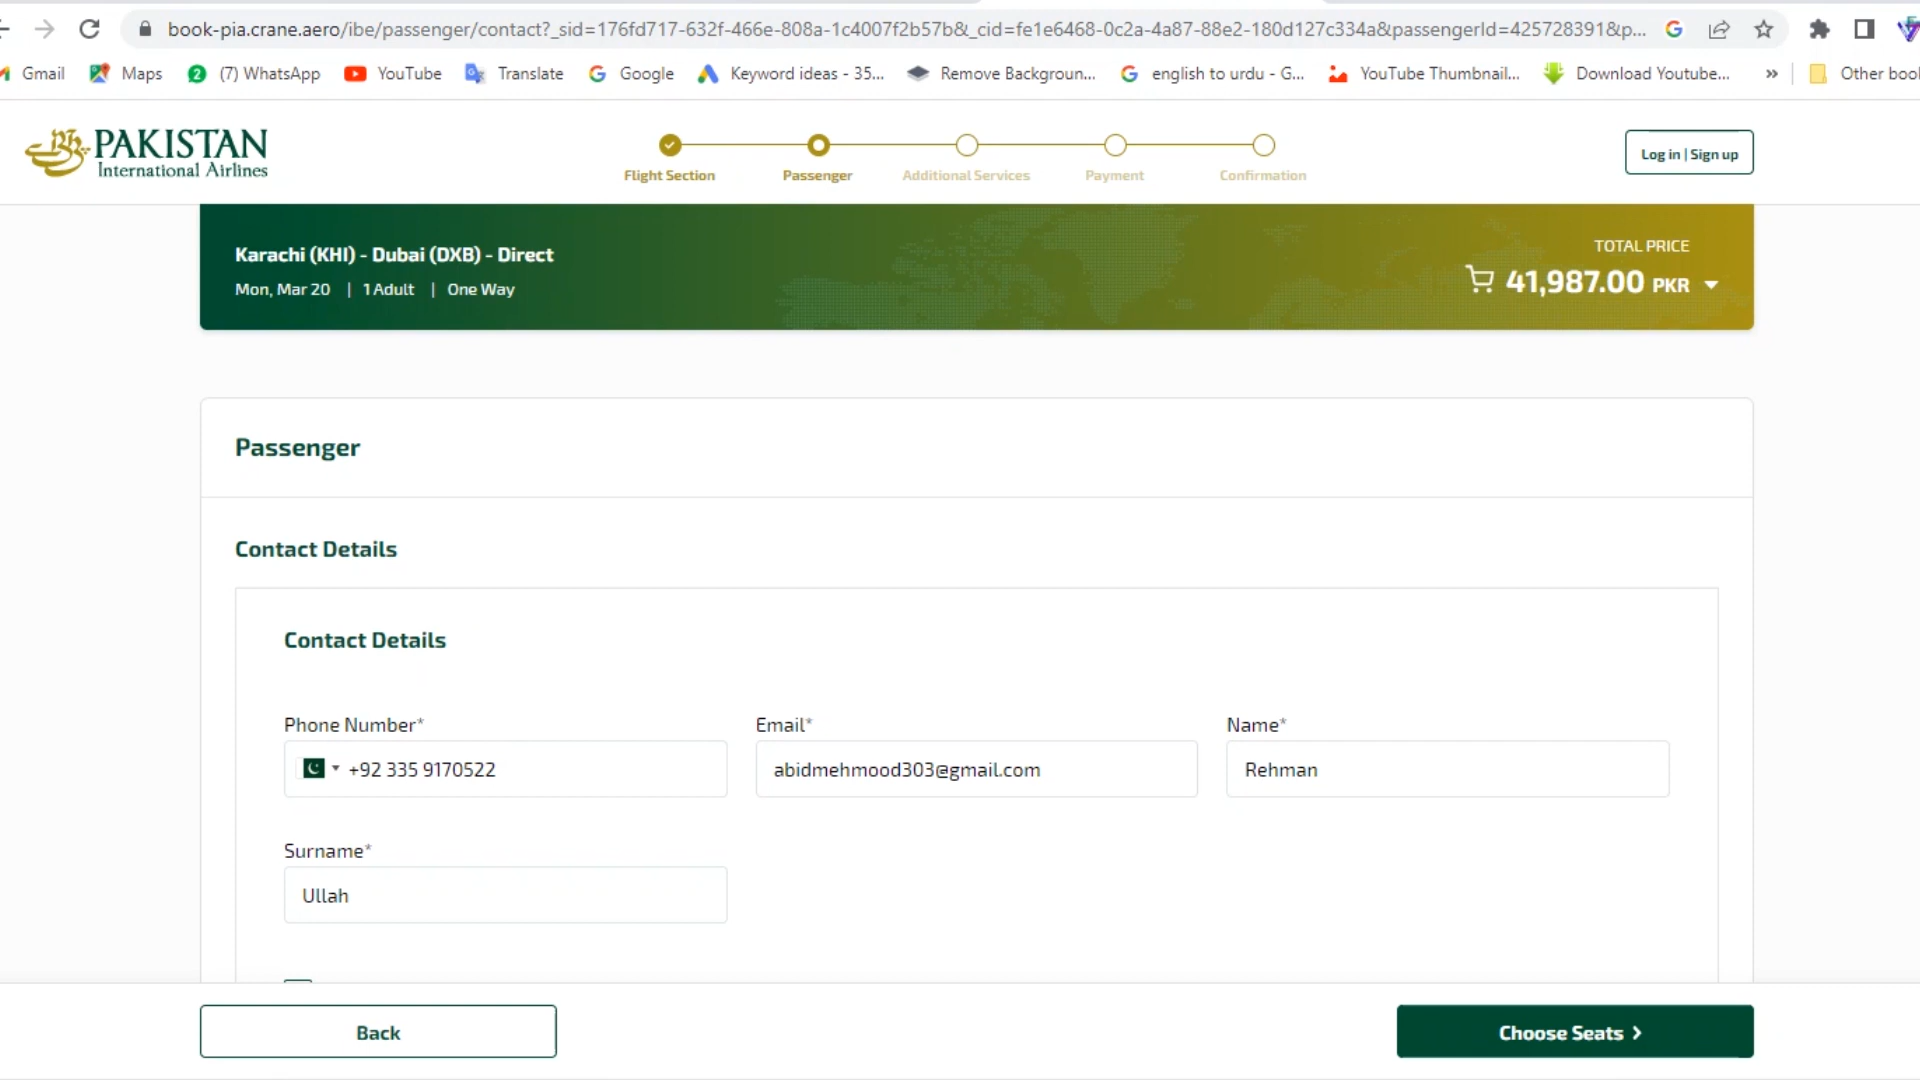 book-pia.crane.aero/ibe/passenger/contact?_sid=176fd717-632f-466e-808a-1c4007f2b57b&_cid=fe1e6468-0c2a-4a87-88e2-180d127c334a&passengerId=425728391&p...
Gmail Maps (7) WhatsApp YouTube Translate Google Keyword ideas - 35... Remove Backgroun... english to urdu - G... YouTube Thumbnail... Download Youtube... » Other bool
PAKISTAN
International Airlines
Flight Section Passenger Additional Services Payment Confirmation
Log in | Sign up
Karachi (KHI) - Dubai (DXB) - Direct
Mon, Mar 20 | 1 Adult | One Way
TOTAL PRICE
41,987.00 PKR
Passenger
Contact Details
Contact Details
Phone Number* Email* Name*
+92 335 9170522 abidmehmood303@gmail.com Rehman
Surname*
Ullah
Back Choose Seats